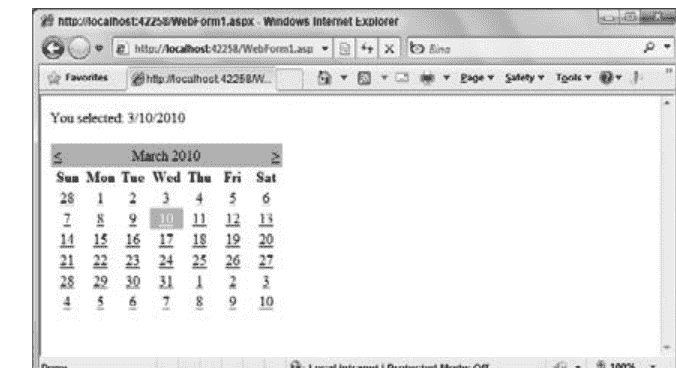 http://localhost:42258/WebForm1.aspx - Windows Internet Explorer
http://localhost:42258/WebForm1.asp
Bing
Favorites http://localhost:42258/W... Page Safety Tools
You selected: 3/10/2010
< March 2010 >
Sun Mon Tue Wed Thu Fri Sat
28 1 2 3 4 5 6
7 8 9 10 11 12 13
14 15 16 17 18 19 20
21 22 23 24 25 26 27
28 29 30 31 1 2 3
4 5 6 7 8 9 10
Done Local intranet | Protected Mode: Off 100%